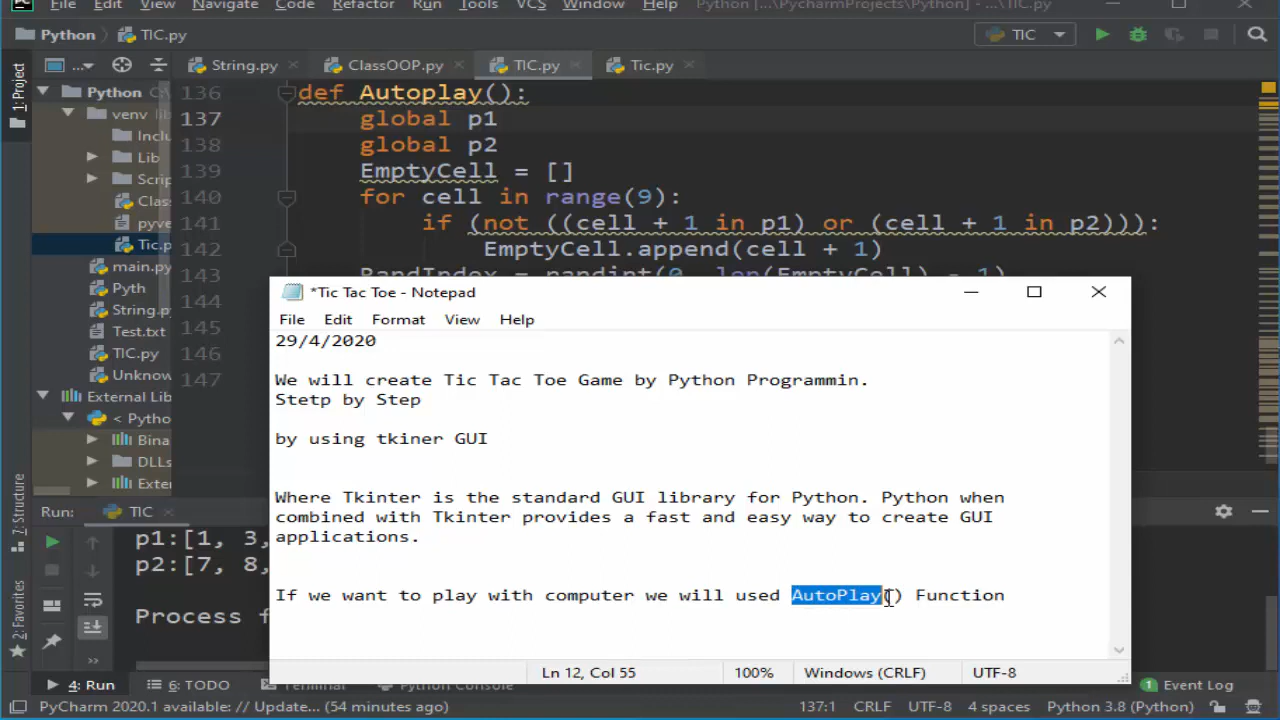 File Edit View Navigate Code Refactor Run Tools VCS Window Help Python [...\PycharmProjects\Python] - ...\TIC.py
Python TIC.py TIC
1: Project ... String.py ClassOOP.py TIC.py Tic.py
Python C:\
venv lib
Inclu
Lib
Scrip
Class
pyve
Tic.p
main.py
Pyth
String.py
Test.txt
TIC.py
Unknow
External Lib
< Python
Bina
DLLs
Exte
136 def Autoplay():
137 global p1
138 global p2
139 EmptyCell = []
140 for cell in range(9):
141 if (not ((cell + 1 in p1) or (cell + 1 in p2))):
142 EmptyCell.append(cell + 1)
143 RandIndex = randint(0, len(EmptyCell) - 1)
144
145
146
147
*Tic Tac Toe - Notepad
File Edit Format View Help
29/4/2020
We will create Tic Tac Toe Game by Python Programmin.
Stetp by Step
by using tkiner GUI
Where Tkinter is the standard GUI library for Python. Python when
combined with Tkinter provides a fast and easy way to create GUI
applications.
If we want to play with computer we will used AutoPlay() Function
Ln 12, Col 55 100% Windows (CRLF) UTF-8
7: Structure
2: Favorites
Run: TIC
p1:[1, 3,
p2:[7, 8,
Process f
4: Run 6: TODO Terminal Python Console 1 Event Log
PyCharm 2020.1 available: // Update... (54 minutes ago) 137:1 CRLF UTF-8 4 spaces Python 3.8 (Python)